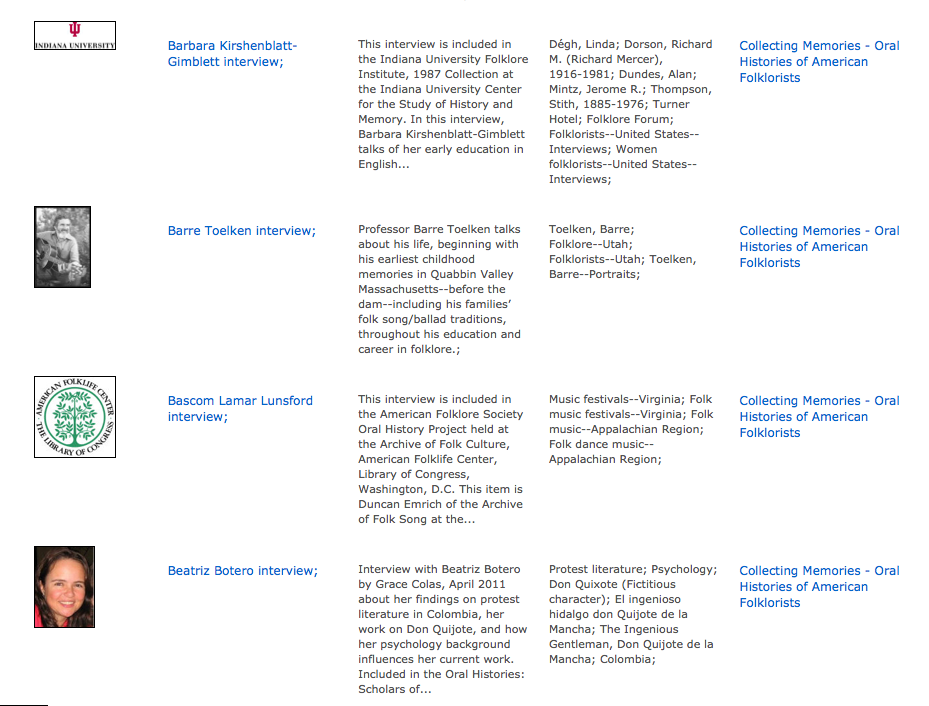 INDIANA UNIVERSITY
Barbara Kirshenblatt-
Gimblett interview;
This interview is included in
the Indiana University Folklore
Institute, 1987 Collection at
the Indiana University Center
for the Study of History and
Memory. In this interview,
Barbara Kirshenblatt-Gimblett
talks of her early education in
English...
Dégh, Linda; Dorson, Richard
M. (Richard Mercer),
1916-1981; Dundes, Alan;
Mintz, Jerome R.; Thompson,
Stith, 1885-1976; Turner
Hotel; Folklore Forum;
Folklorists--United States--
Interviews; Women
folklorists--United States--
Interviews;
Collecting Memories - Oral
Histories of American
Folklorists
Barre Toelken interview;
Professor Barre Toelken talks
about his life, beginning with
his earliest childhood
memories in Quabbin Valley
Massachusetts--before the
dam--including his families’
folk song/ballad traditions,
throughout his education and
career in folklore.;
Toelken, Barre;
Folklore--Utah;
Folklorists--Utah; Toelken,
Barre--Portraits;
Collecting Memories - Oral
Histories of American
Folklorists
AMERICAN FOLKLIFE CENTER
THE LIBRARY OF CONGRESS
Bascom Lamar Lunsford
interview;
This interview is included in
the American Folklore Society
Oral History Project held at
the Archive of Folk Culture,
American Folklife Center,
Library of Congress,
Washington, D.C. This item is
Duncan Emrich of the Archive
of Folk Song at the...
Music festivals--Virginia; Folk
music festivals--Virginia; Folk
music--Appalachian Region;
Folk dance music--
Appalachian Region;
Collecting Memories - Oral
Histories of American
Folklorists
Beatriz Botero interview;
Interview with Beatriz Botero
by Grace Colas, April 2011
about her findings on protest
literature in Colombia, her
work on Don Quijote, and how
her psychology background
influences her current work.
Included in the Oral Histories:
Scholars of...
Protest literature; Psychology;
Don Quixote (Fictitious
character); El ingenioso
hidalgo don Quijote de la
Mancha; The Ingenious
Gentleman, Don Quijote de la
Mancha; Colombia;
Collecting Memories - Oral
Histories of American
Folklorists